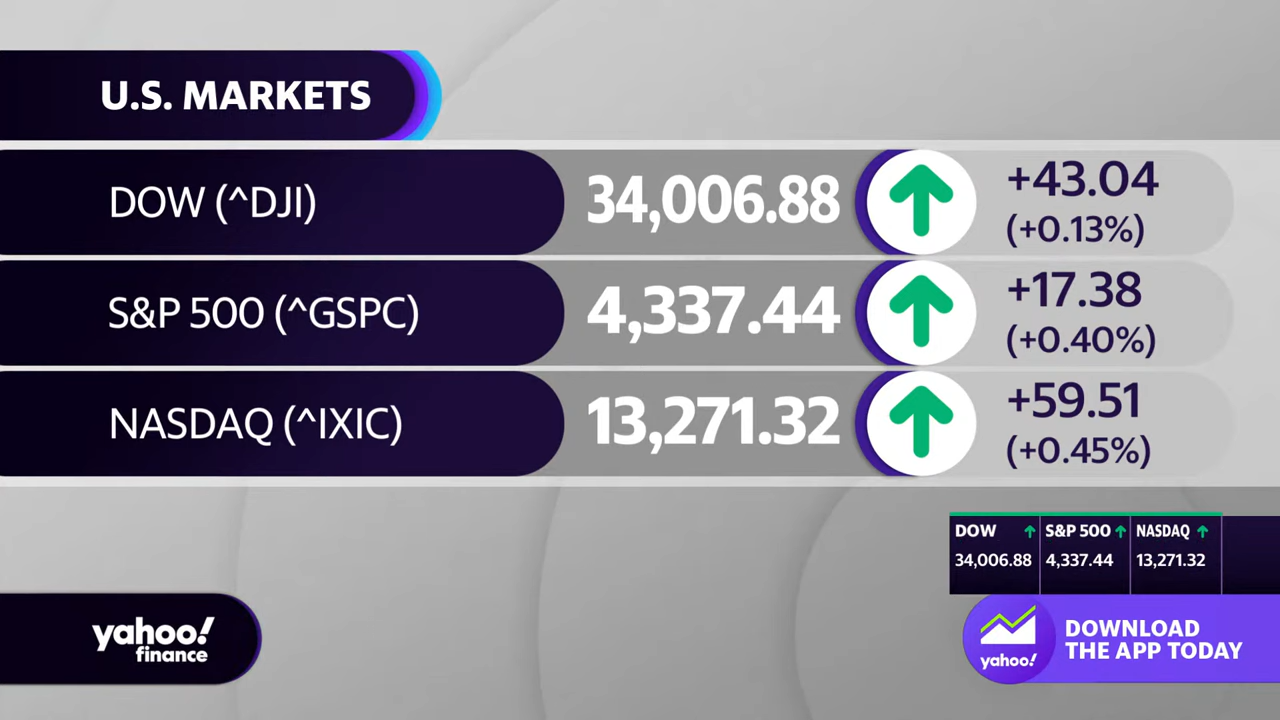 U.S. MARKETS
DOW (^DJI) 34,006.88 +43.04
(+0.13%)
S&P 500 (^GSPC) 4,337.44 +17.38
(+0.40%)
NASDAQ (^IXIC) 13,271.32 +59.51
(+0.45%)
DOW S&P 500 NASDAQ
34,006.88 4,337.44 13,271.32
yahoo!
finance
yahoo!
DOWNLOAD
THE APP TODAY